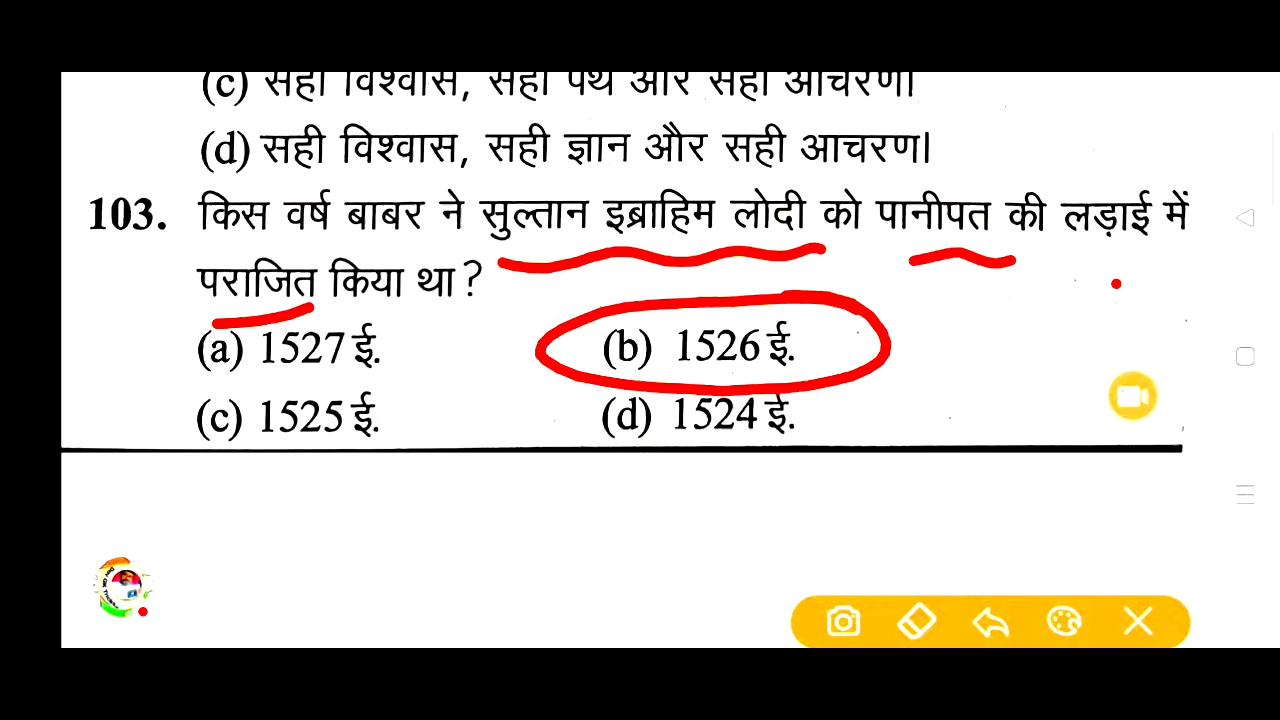 (c) सही विश्वास, सही पथ और सही आचरण।
(d) सही विश्वास, सही ज्ञान और सही आचरण।
103. किस वर्ष बाबर ने सुल्तान इब्राहिम लोदी को पानीपत की लड़ाई में
पराजित किया था?
(a) 1527 ई. (b) 1526 ई.
(c) 1525 ई. (d) 1524 ई.